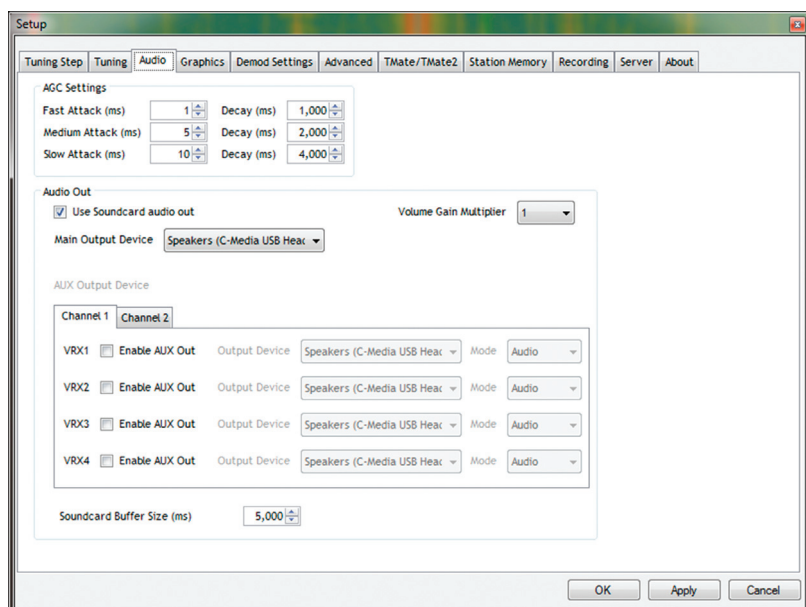 Setup
Tuning Step Tuning Audio Graphics Demod Settings Advanced TMate/TMate2 Station Memory Recording Server About
AGC Settings
Fast Attack (ms) 1 Decay (ms) 1,000
Medium Attack (ms) 5 Decay (ms) 2,000
Slow Attack (ms) 10 Decay (ms) 4,000
Audio Out
Use Soundcard audio out Volume Gain Multiplier 1
Main Output Device Speakers (C-Media USB Heac
AUX Output Device
Channel 1 Channel 2
VRX1 Enable AUX Out Output Device Speakers (C-Media USB Heac Mode Audio
VRX2 Enable AUX Out Output Device Speakers (C-Media USB Heac Mode Audio
VRX3 Enable AUX Out Output Device Speakers (C-Media USB Heac Mode Audio
VRX4 Enable AUX Out Output Device Speakers (C-Media USB Heac Mode Audio
Soundcard Buffer Size (ms) 5,000
OK Apply Cancel